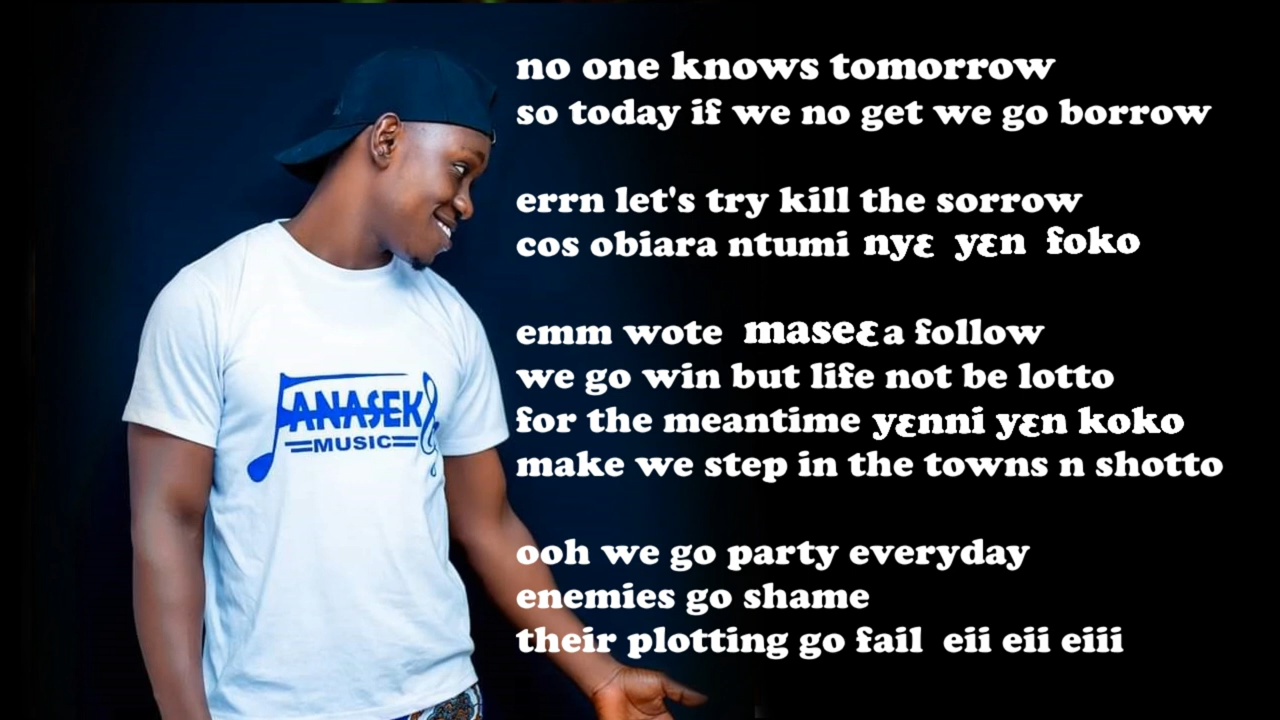 no one knows tomorrow
so today if we no get we go borrow
errn let's try kill the sorrow
cos obiara ntumi nyɛ yɛn foko
emm wote maseɛ a follow
we go win but life not be lotto
for the meantime yɛnni yɛn koko
make we step in the towns n shotto
ooh we go party everyday
enemies go shame
their plotting go fail eii eii eiii
FANASEK
MUSIC